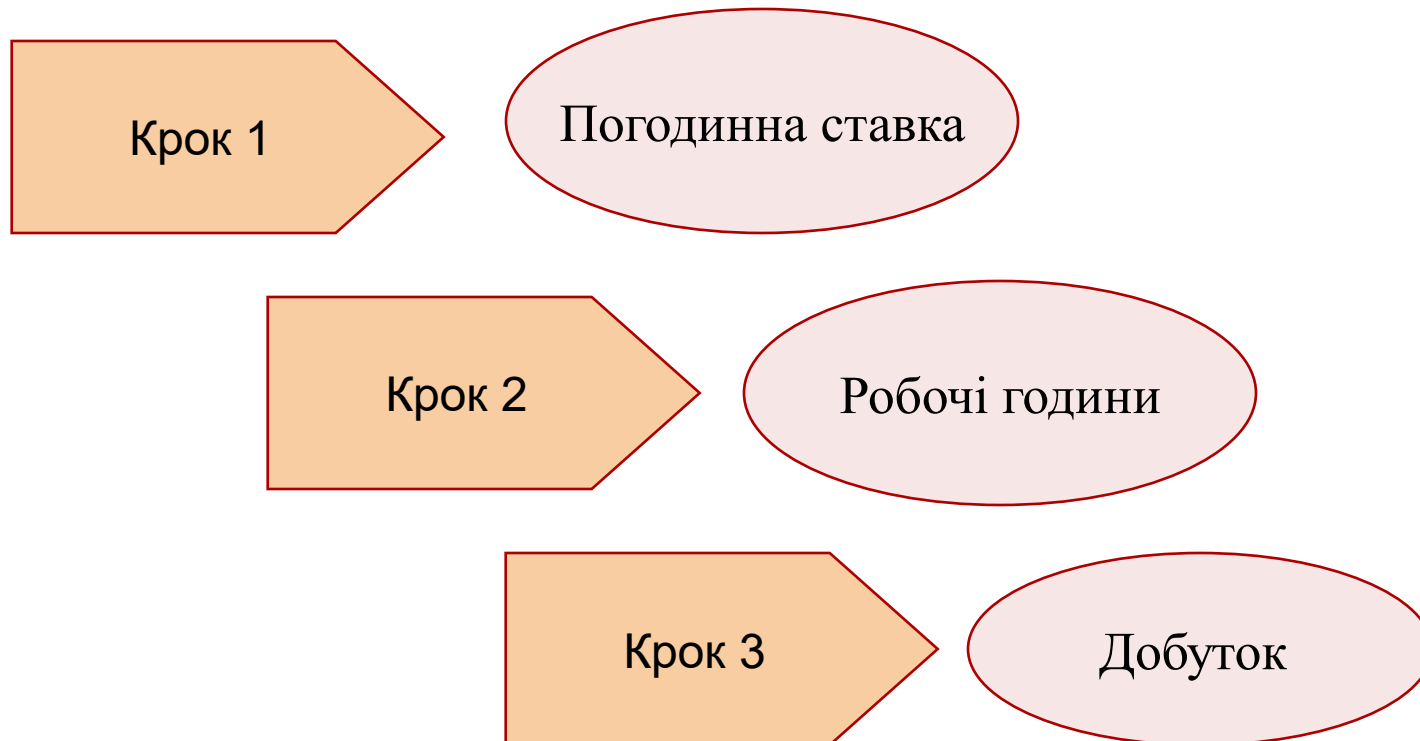 Крок 1
Погодинна ставка
Крок 2
Робочі години
Крок 3
Добуток